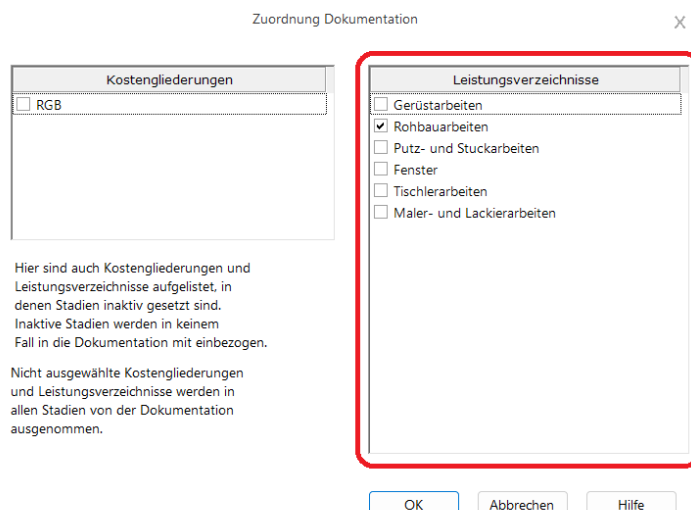 Zuordnung Dokumentation
Kostengliederungen
RGB
Hier sind auch Kostengliederungen und
Leistungsverzeichnisse aufgelistet, in
denen Stadien inaktiv gesetzt sind.
Inaktive Stadien werden in keinem
Fall in die Dokumentation mit einbezogen.
Nicht ausgewählte Kostengliederungen
und Leistungsverzeichnisse werden in
allen Stadien von der Dokumentation
ausgenommen.
Leistungsverzeichnisse
Gerüstarbeiten
Rohbauarbeiten
Putz- und Stuckarbeiten
Fenster
Tischlerarbeiten
Maler- und Lackierarbeiten
OK
Abbrechen
Hilfe